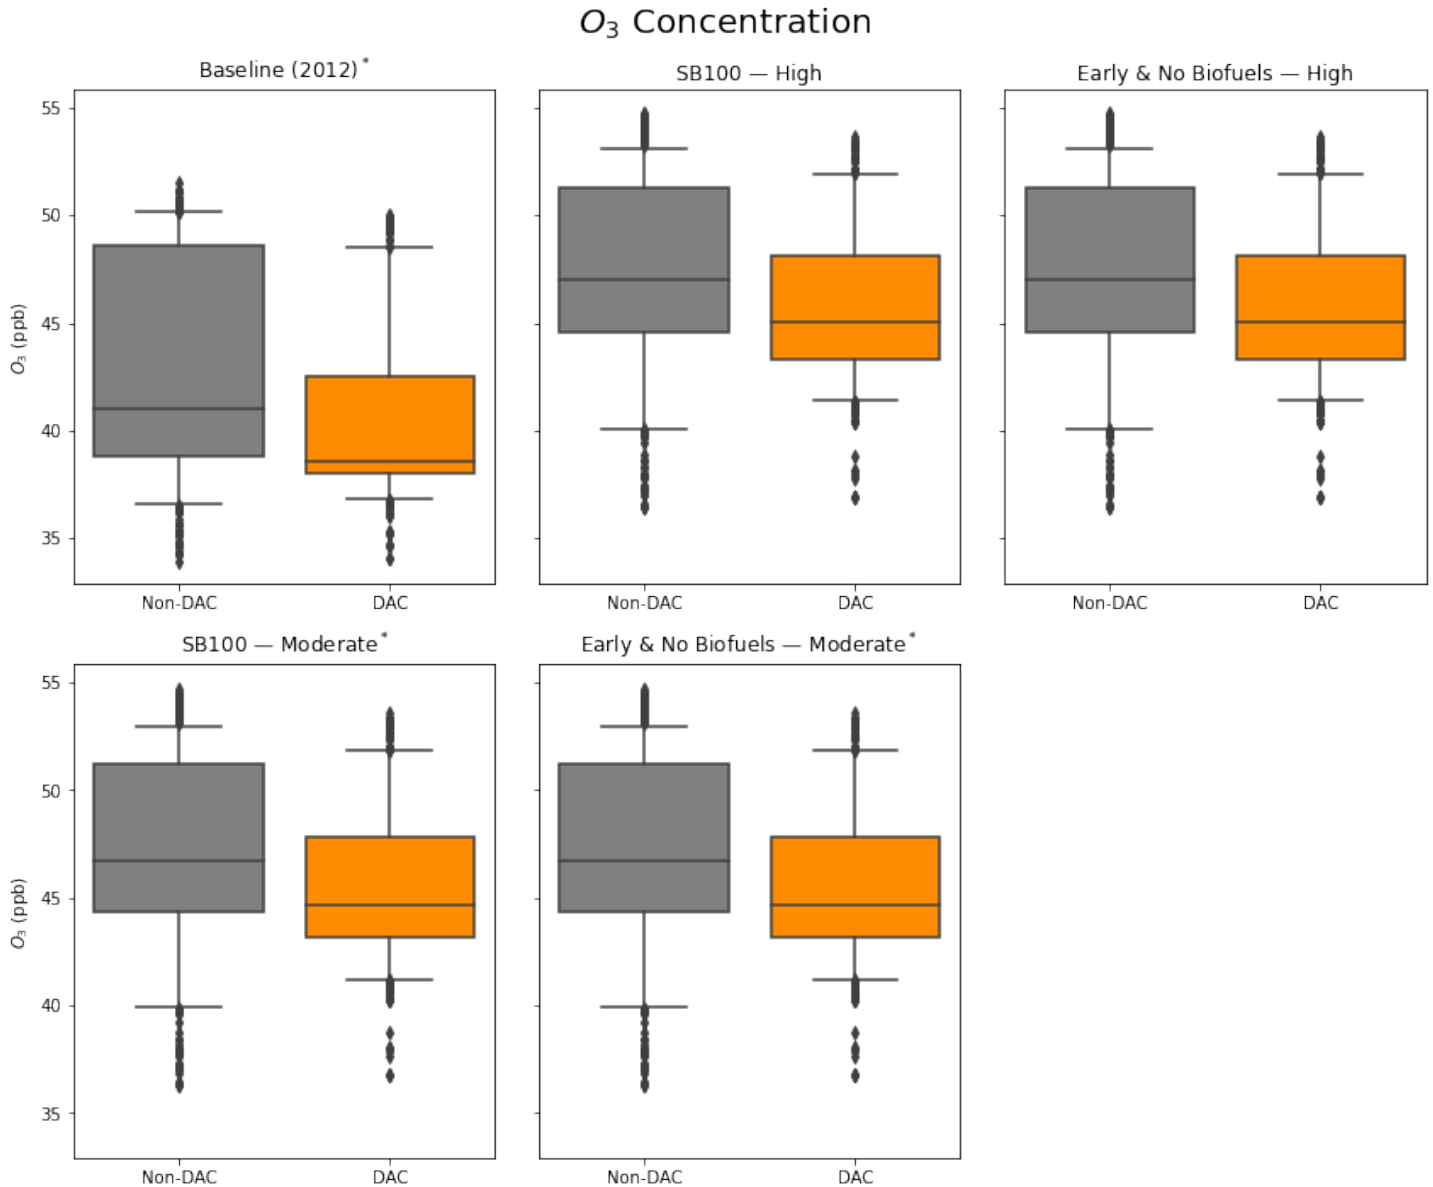 O₃ Concentration
Baseline (2012)*
SB100 — High
Early & No Biofuels — High
55
50
45
40
35
O₃ (ppb)
Non-DAC
DAC
Non-DAC
DAC
Non-DAC
DAC
SB100 — Moderate*
Early & No Biofuels — Moderate*
55
50
45
40
35
O₃ (ppb)
Non-DAC
DAC
Non-DAC
DAC